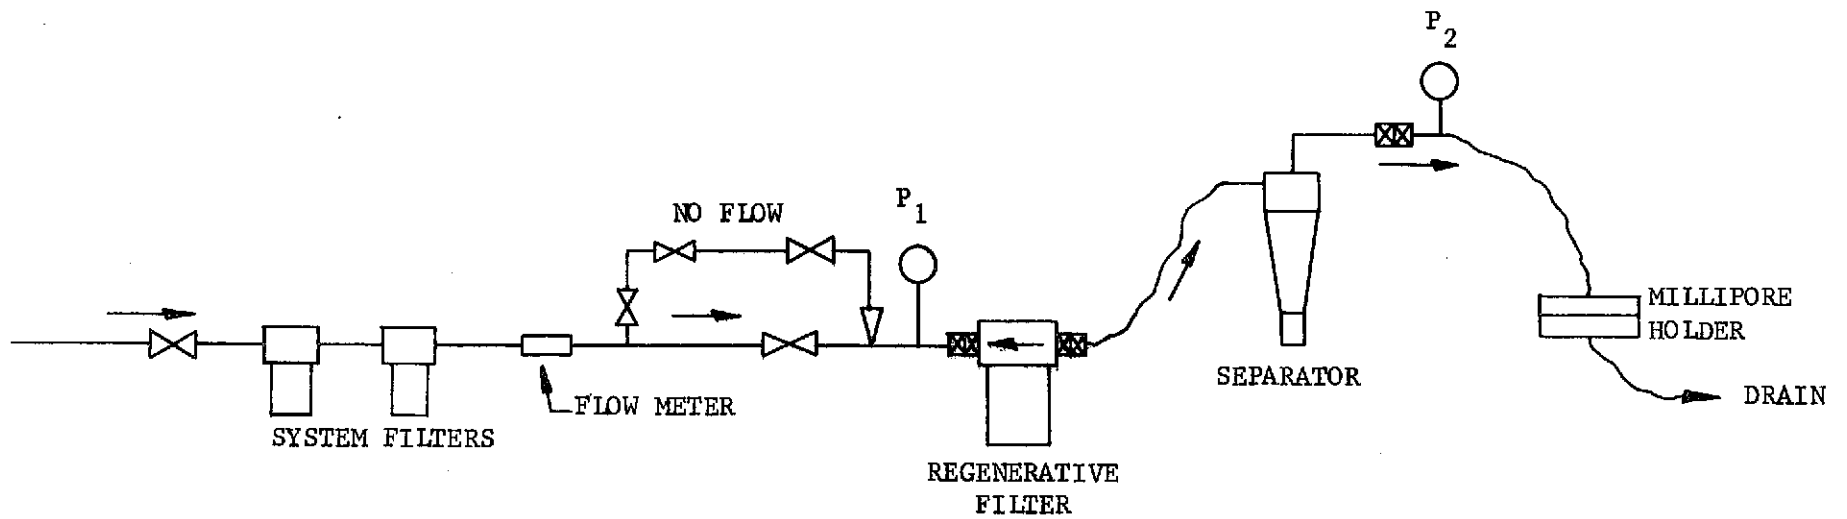 P2
P1
NO FLOW
MILLIPORE
HOLDER
SEPARATOR
DRAIN
FLOW METER
SYSTEM FILTERS
REGENERATIVE
FILTER